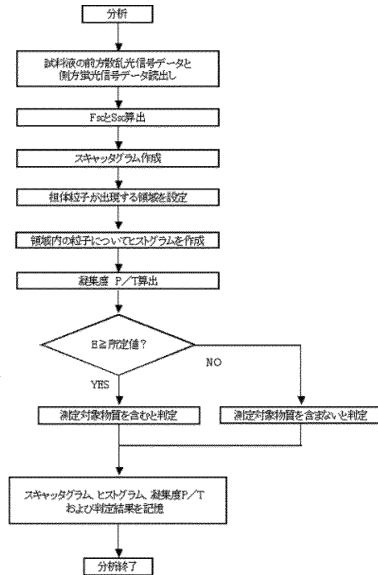 分析
試料液の前方散乱光信号データと
側方蛍光信号データ読出し
FscとSsc算出
スキャッタグラム作成
担体粒子が出現する領域を設定
領域内の粒子についてヒストグラムを作成
凝集度 P/T算出
E≧所定値?
NO
YES
測定対象物質を含むと判定
測定対象物質を含まないと判定
スキャッタグラム、ヒストグラム、凝集度P/T
および判定結果を記憶
分析終了